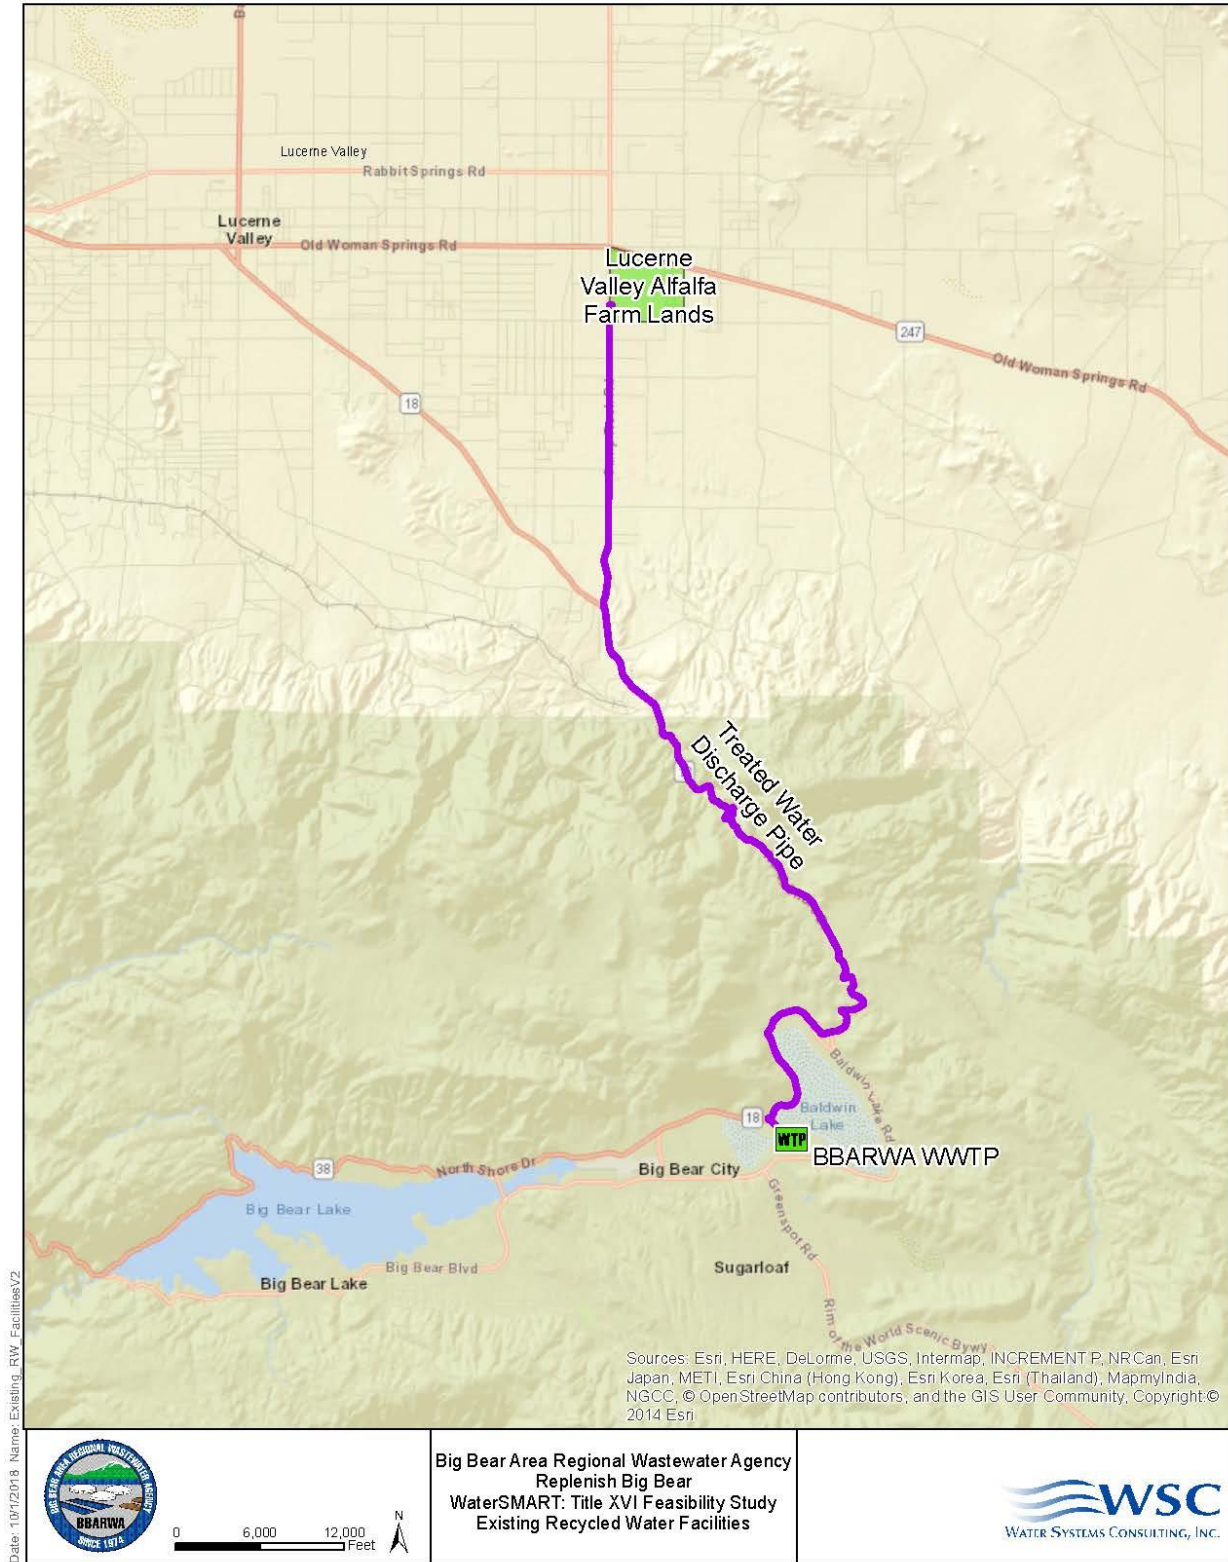 Lucerne Valley
Rabbit Springs Rd
Lucerne
Valley
Old Woman Springs Rd
Lucerne
Valley Alfalfa
Farm Lands
247
Old Woman Springs Rd
18
Treated Water
Discharge Pipe
Baldwin Lake Rd
18
Baldwin
Lake
WTP
BBARWA WWTP
38
North Shore Dr
Big Bear City
Big Bear Lake
Greenspot Rd
Big Bear Blvd
Sugarloaf
Big Bear Lake
Rim of the World Scenic Bywy
Sources: Esri, HERE, DeLorme, USGS, Intermap, INCREMENT P, NRCan, Esri
Japan, METI, Esri China (Hong Kong), Esri Korea, Esri (Thailand), MapmyIndia,
NGCC, © OpenStreetMap contributors, and the GIS User Community, Copyright:©
2014 Esri
Date: 10/1/2018 Name: Existing_RW_FacilitiesV2
BIG BEAR AREA REGIONAL WASTEWATER AGENCY
BBARWA
SINCE 1974
0 6,000 12,000
Feet
N
Big Bear Area Regional Wastewater Agency
Replenish Big Bear
WaterSMART: Title XVI Feasibility Study
Existing Recycled Water Facilities
WSC
WATER SYSTEMS CONSULTING, INC.